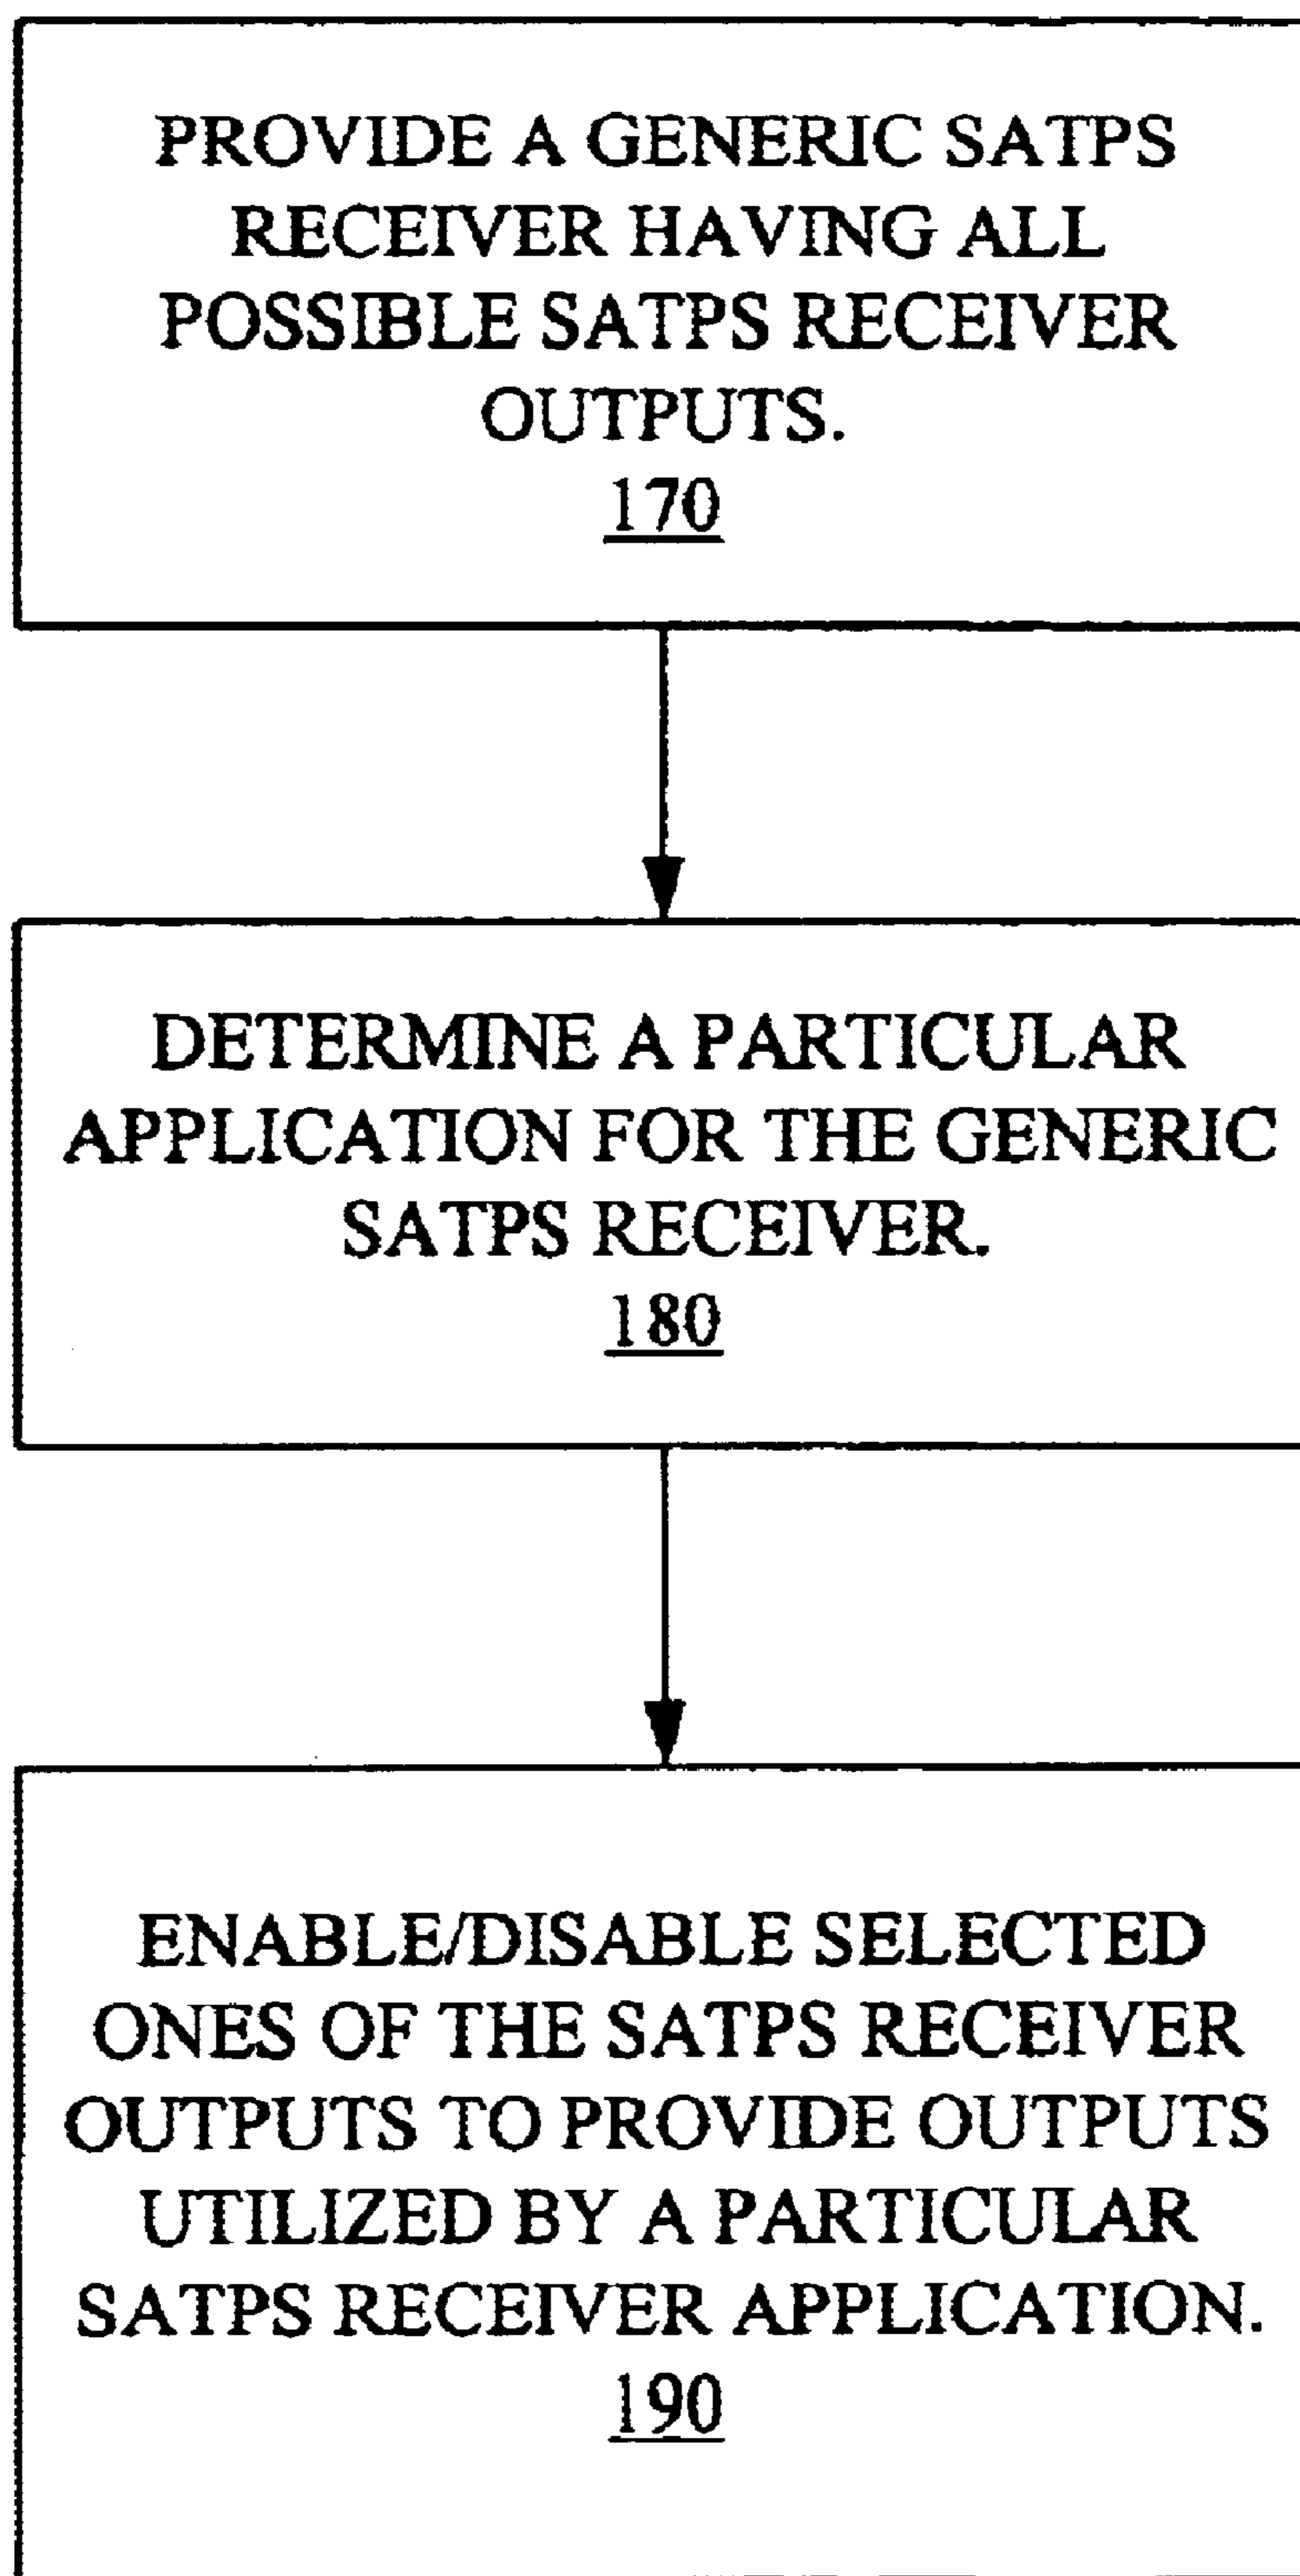 PROVIDE A GENERIC SATPS
RECEIVER HAVING ALL
POSSIBLE SATPS RECEIVER
OUTPUTS.
170
DETERMINE A PARTICULAR
APPLICATION FOR THE GENERIC
SATPS RECEIVER.
180
ENABLE/DISABLE SELECTED
ONES OF THE SATPS RECEIVER
OUTPUTS TO PROVIDE OUTPUTS
UTILIZED BY A PARTICULAR
SATPS RECEIVER APPLICATION.
190